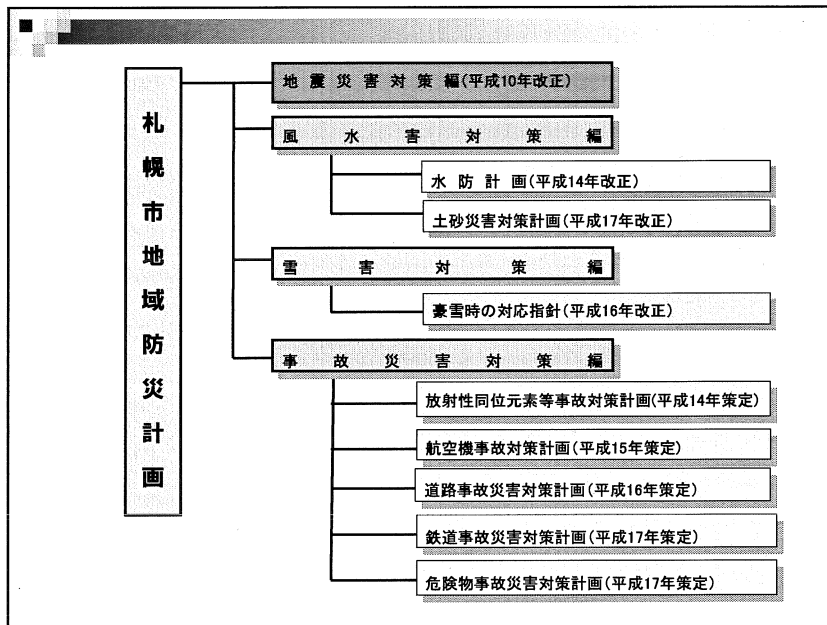 札幌市地域防災計画
地震災害対策編(平成10年改正)
風水害対策編
水防計画(平成14年改正)
土砂災害対策計画(平成17年改正)
雪害対策編
豪雪時の対応指針(平成16年改正)
事故災害対策編
放射性同位元素等事故対策計画(平成14年策定)
航空機事故対策計画(平成15年策定)
道路事故災害対策計画(平成16年策定)
鉄道事故災害対策計画(平成17年策定)
危険物事故災害対策計画(平成17年策定)